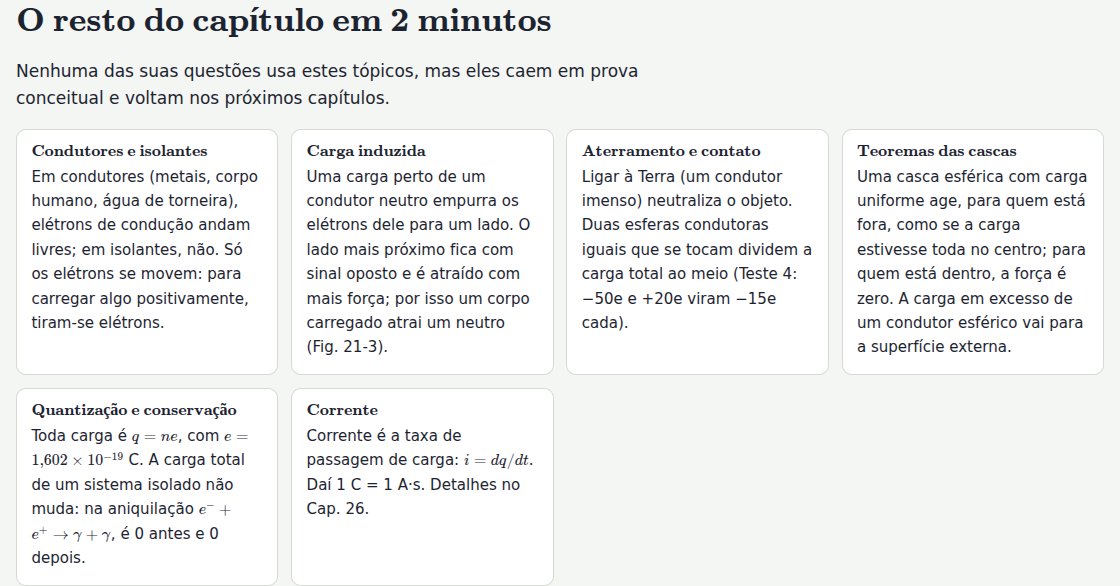 O resto do capítulo em 2 minutos
Nenhuma das suas questões usa estes tópicos, mas eles caem em prova
conceitual e voltam nos próximos capítulos.
Condutores e isolantes
Em condutores (metais, corpo
humano, água de torneira),
elétrons de condução andam
livres; em isolantes, não. Só
os elétrons se movem: para
carregar algo positivamente,
tiram-se elétrons.
Carga induzida
Uma carga perto de um
condutor neutro empurra os
elétrons dele para um lado. O
lado mais próximo fica com
sinal oposto e é atraído com
mais força; por isso um corpo
carregado atrai um neutro
(Fig. 21-3).
Aterramento e contato
Ligar à Terra (um condutor
imenso) neutraliza o objeto.
Duas esferas condutoras
iguais que se tocam dividem a
carga total ao meio (Teste 4:
−50e e +20e viram −15e
cada).
Teoremas das cascas
Uma casca esférica com carga
uniforme age, para quem está
fora, como se a carga
estivesse toda no centro; para
quem está dentro, a força é
zero. A carga em excesso de
um condutor esférico vai para
a superfície externa.
Quantização e conservação
Toda carga é q = ne, com e =
1,602 × 10⁻¹⁹ C. A carga total
de um sistema isolado não
muda: na aniquilação e⁻ +
e⁺ → γ + γ, é 0 antes e 0
depois.
Corrente
Corrente é a taxa de
passagem de carga: i = dq/dt.
Daí 1 C = 1 A·s. Detalhes no
Cap. 26.